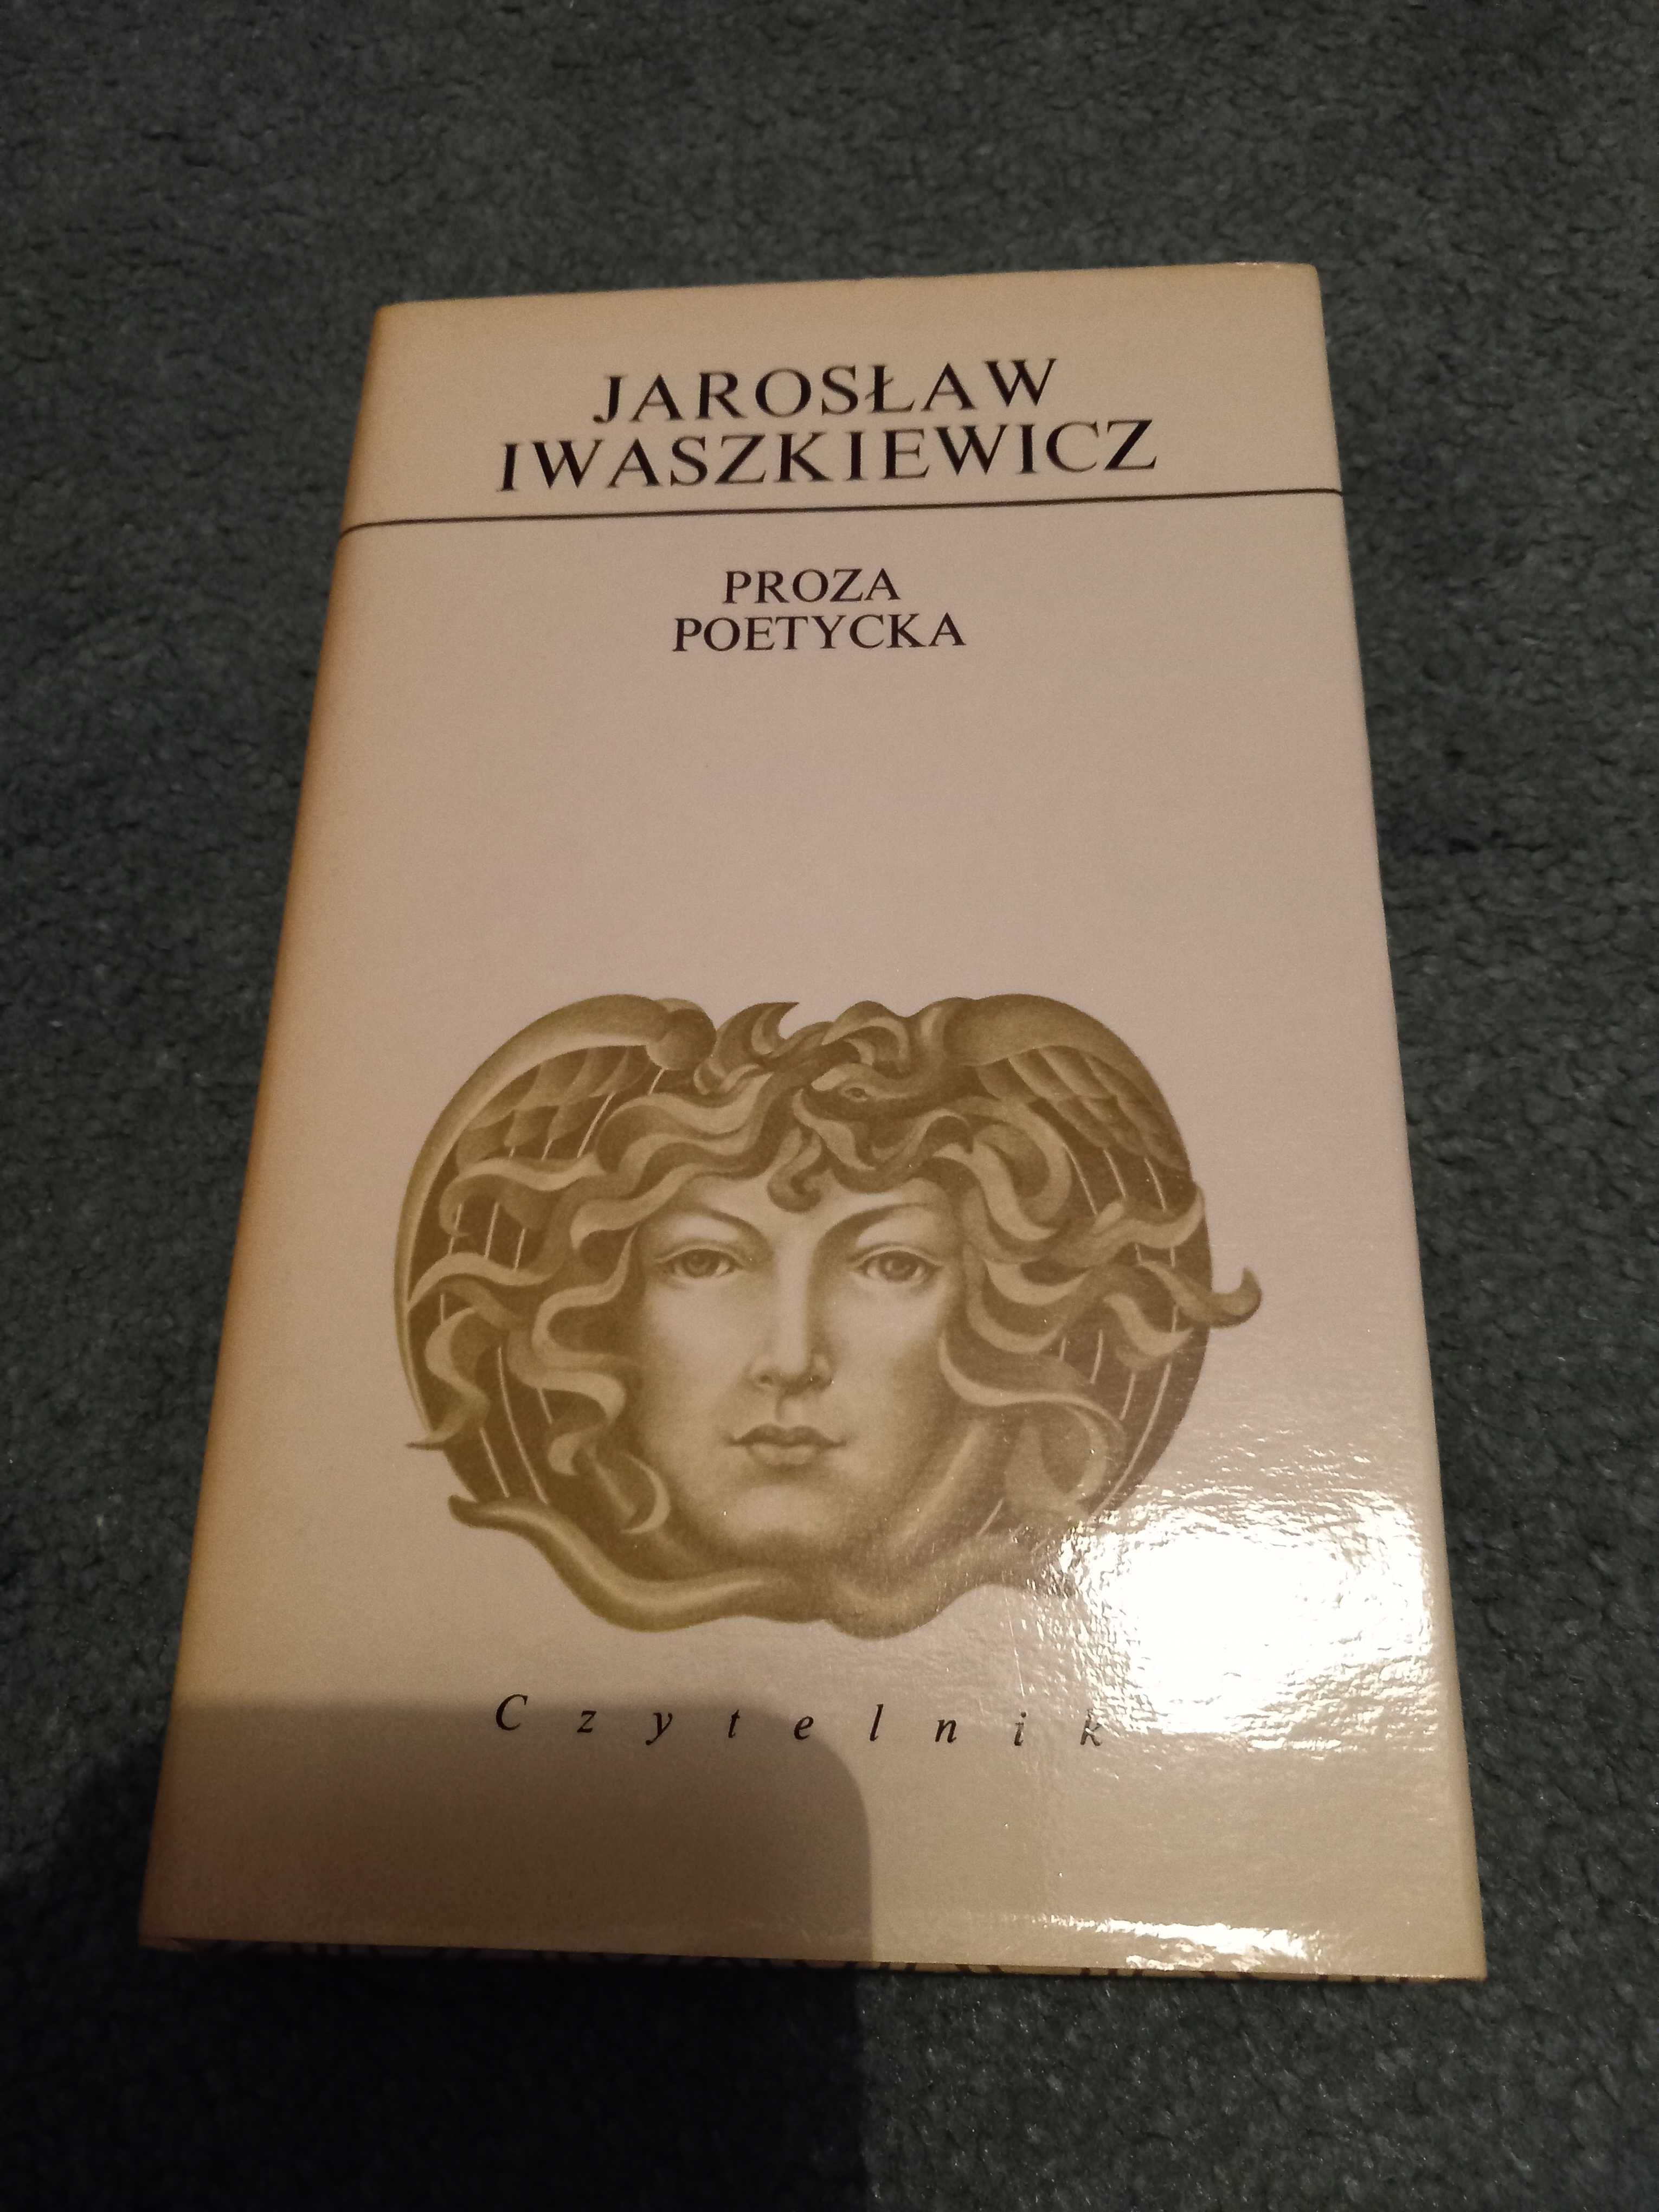 JAROSŁAW
IWASZKIEWICZ
PROZA
POETYCKA
Czytelnik